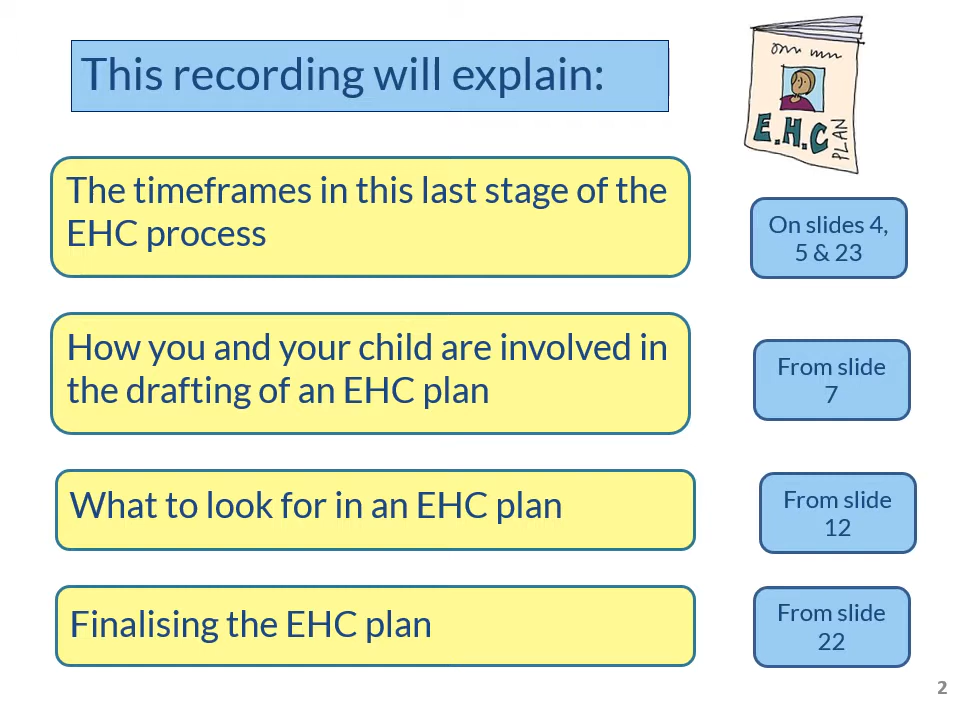 This recording will explain:
E.H.C
PLAN
The timeframes in this last stage of the
EHC process
On slides 4,
5 & 23
How you and your child are involved in
the drafting of an EHC plan
From slide
7
What to look for in an EHC plan
From slide
12
Finalising the EHC plan
From slide
22
2